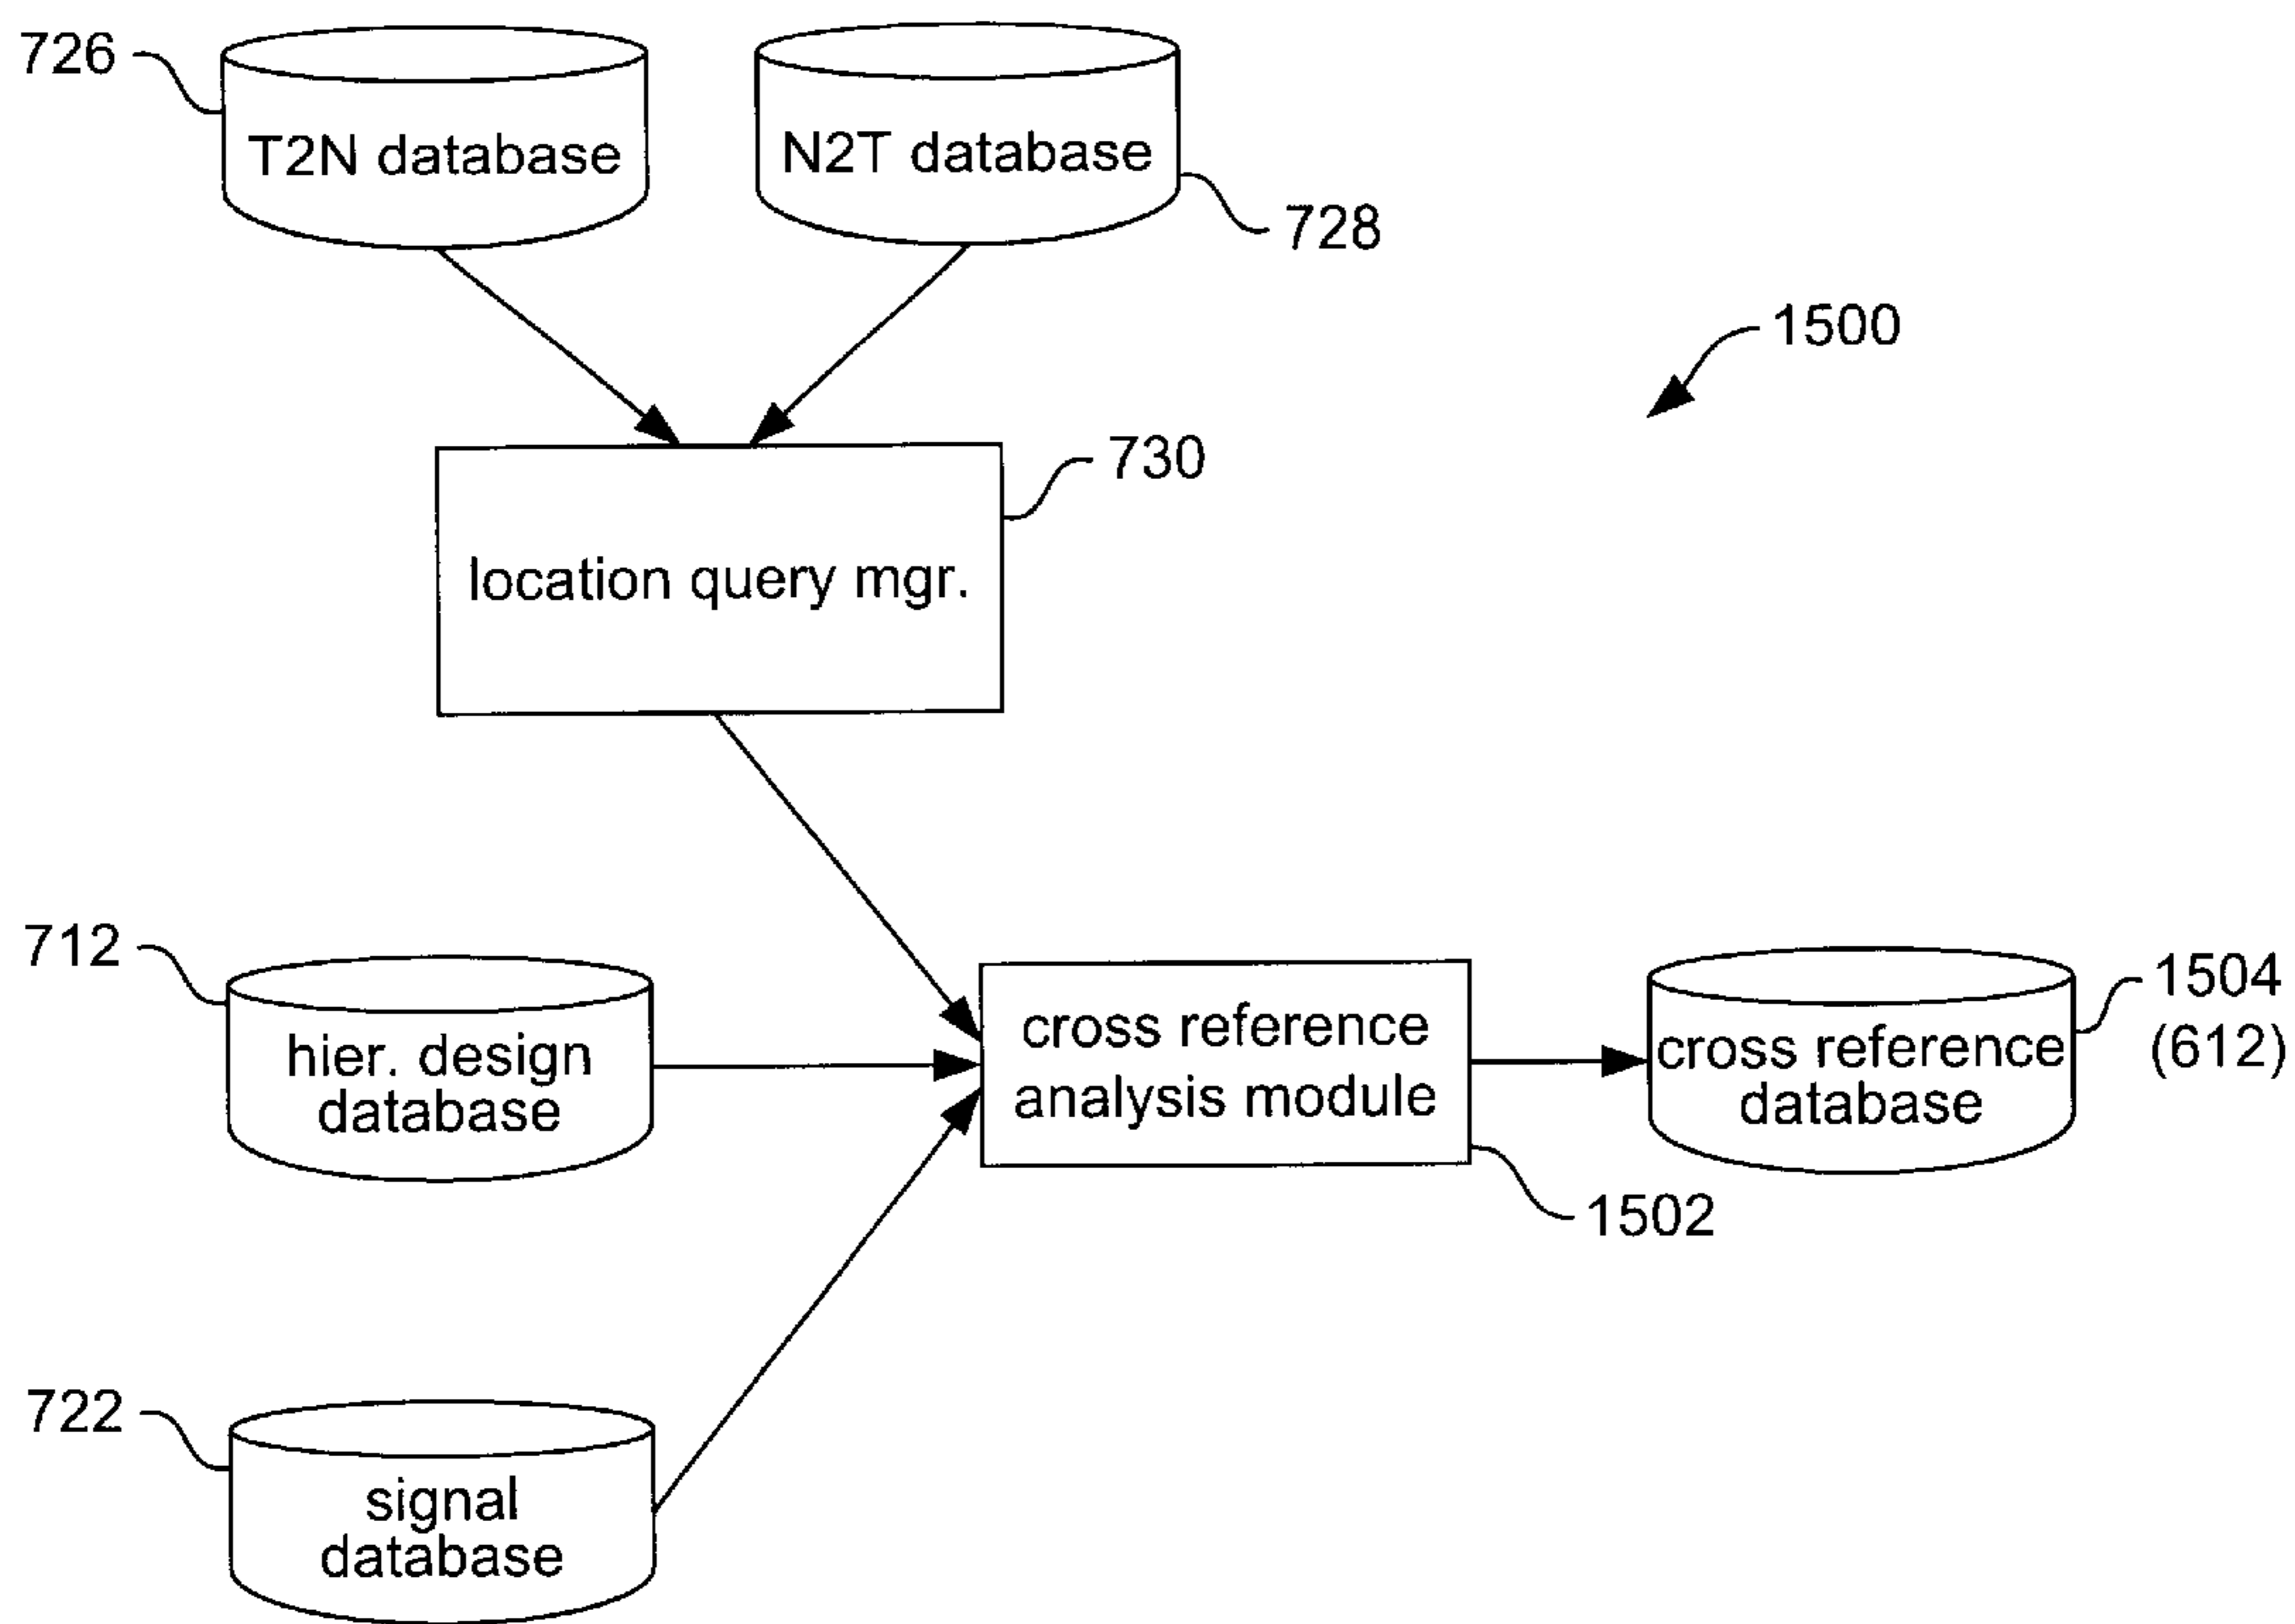 726
T2N database
N2T database
728
1500
730
location query mgr.
712
hier. design
database
cross reference
analysis module
1502
cross reference
database
1504
(612)
722
signal
database